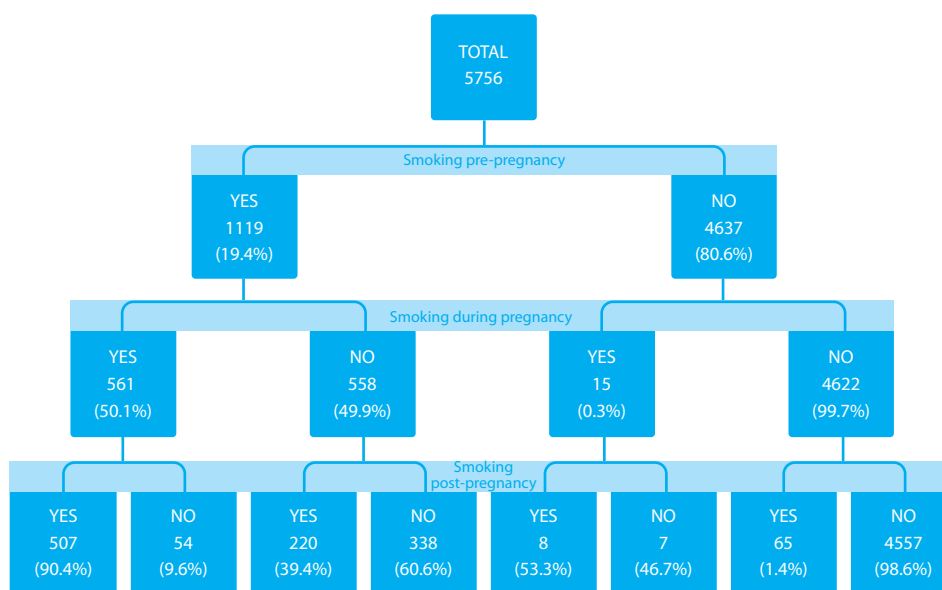 TOTAL
5756
Smoking pre-pregnancy
YES
1119
(19.4%)
NO
4637
(80.6%)
Smoking during pregnancy
YES
561
(50.1%)
NO
558
(49.9%)
YES
15
(0.3%)
NO
4622
(99.7%)
Smoking
post-pregnancy
YES
507
(90.4%)
NO
54
(9.6%)
YES
220
(39.4%)
NO
338
(60.6%)
YES
8
(53.3%)
NO
7
(46.7%)
YES
65
(1.4%)
NO
4557
(98.6%)